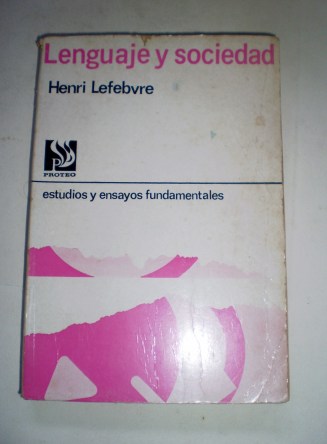 Lenguaje y sociedad
Henri Lefebvre
PROTEO
estudios y ensayos fundamentales